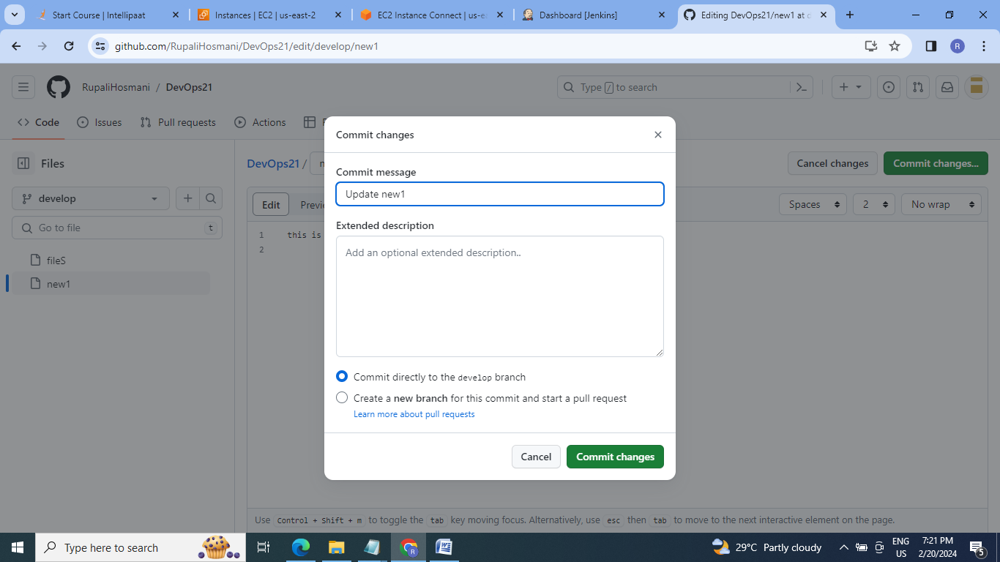 Start Course | Intellipaat
Instances | EC2 | us-east-2
EC2 Instance Connect | us-e
Dashboard [Jenkins]
Editing DevOps21/new1 at d
github.com/RupaliHosmani/DevOps21/edit/develop/new1
R
RupaliHosmani / DevOps21
Type / to search
Code
Issues
Pull requests
Actions
Files
DevOps21 /
Cancel changes
Commit changes...
develop
Edit
Spaces
2
No wrap
Go to file
t
1 this is
2
fileS
new1
Commit changes
Commit message
Update new1
Extended description
Add an optional extended description..
Commit directly to the develop branch
Create a new branch for this commit and start a pull request
Learn more about pull requests
Cancel
Commit changes
Use Control + Shift + m to toggle the tab key moving focus. Alternatively, use esc then tab to move to the next interactive element on the page.
Type here to search
29°C Partly cloudy
ENG
US
7:21 PM
2/20/2024
5